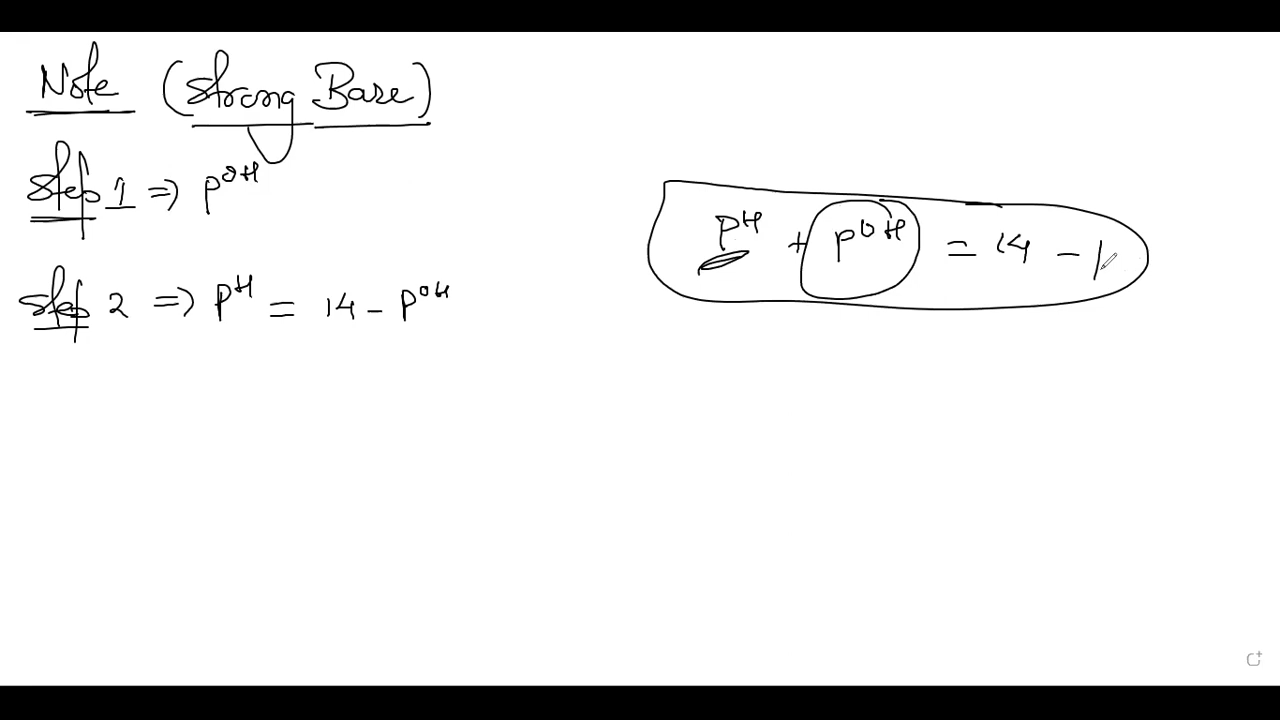 Note (Strong Base)
Step 1 => pOH
pH + pOH = 14 -
Step 2 => pH = 14 - pOH